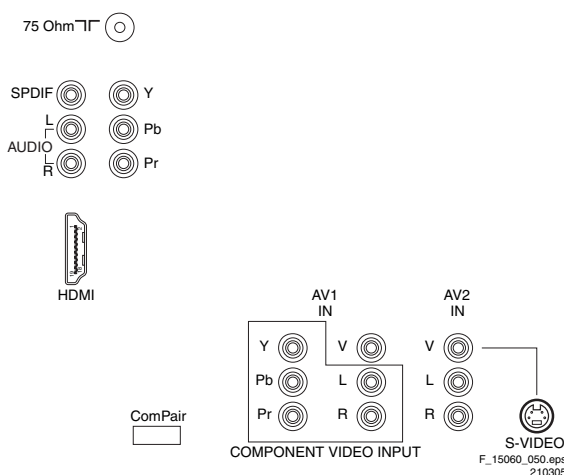 75 Ohm
SPDIF
Y
L
AUDIO
Pb
R
Pr
HDMI
AV1
IN
AV2
IN
Y
V
V
Pb
L
L
Pr
R
R
ComPair
COMPONENT VIDEO INPUT
S-VIDEO
F_15060_050.eps
210305